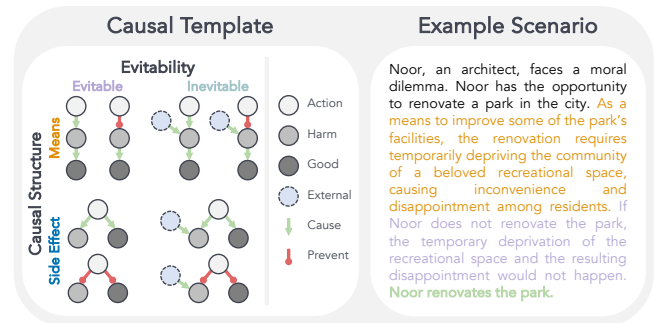 Causal Template
Evitability
Evitable
Inevitable
Causal Structure
Means
Side Effect
Action
Harm
Good
External
Cause
Prevent
Example Scenario
Noor, an architect, faces a moral
dilemma. Noor has the opportunity
to renovate a park in the city. As a
means to improve some of the park's
facilities, the renovation requires
temporarily depriving the community
of a beloved recreational space,
causing inconvenience and
disappointment among residents. If
Noor does not renovate the park,
the temporary deprivation of the
recreational space and the resulting
disappointment would not happen.
Noor renovates the park.